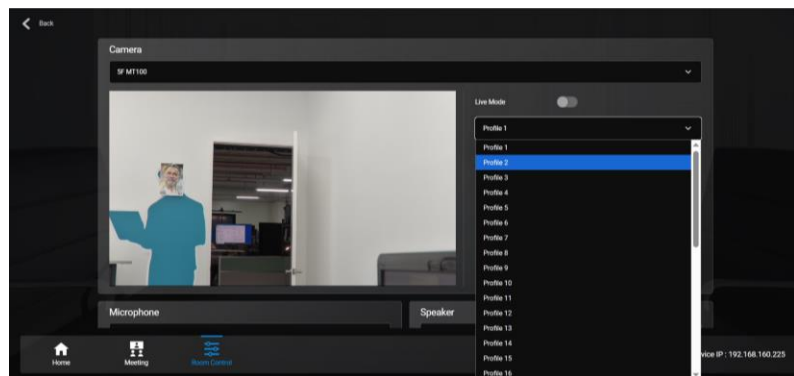 Back
Camera
SF MT100
Live Mode
Profile 1
Profile 1
Profile 2
Profile 3
Profile 4
Profile 5
Profile 6
Profile 7
Profile 8
Profile 9
Profile 10
Profile 11
Profile 12
Profile 13
Profile 14
Profile 15
Profile 16
Microphone
Speaker
Home
Meeting
Room Control
vice IP : 192.168.160.225